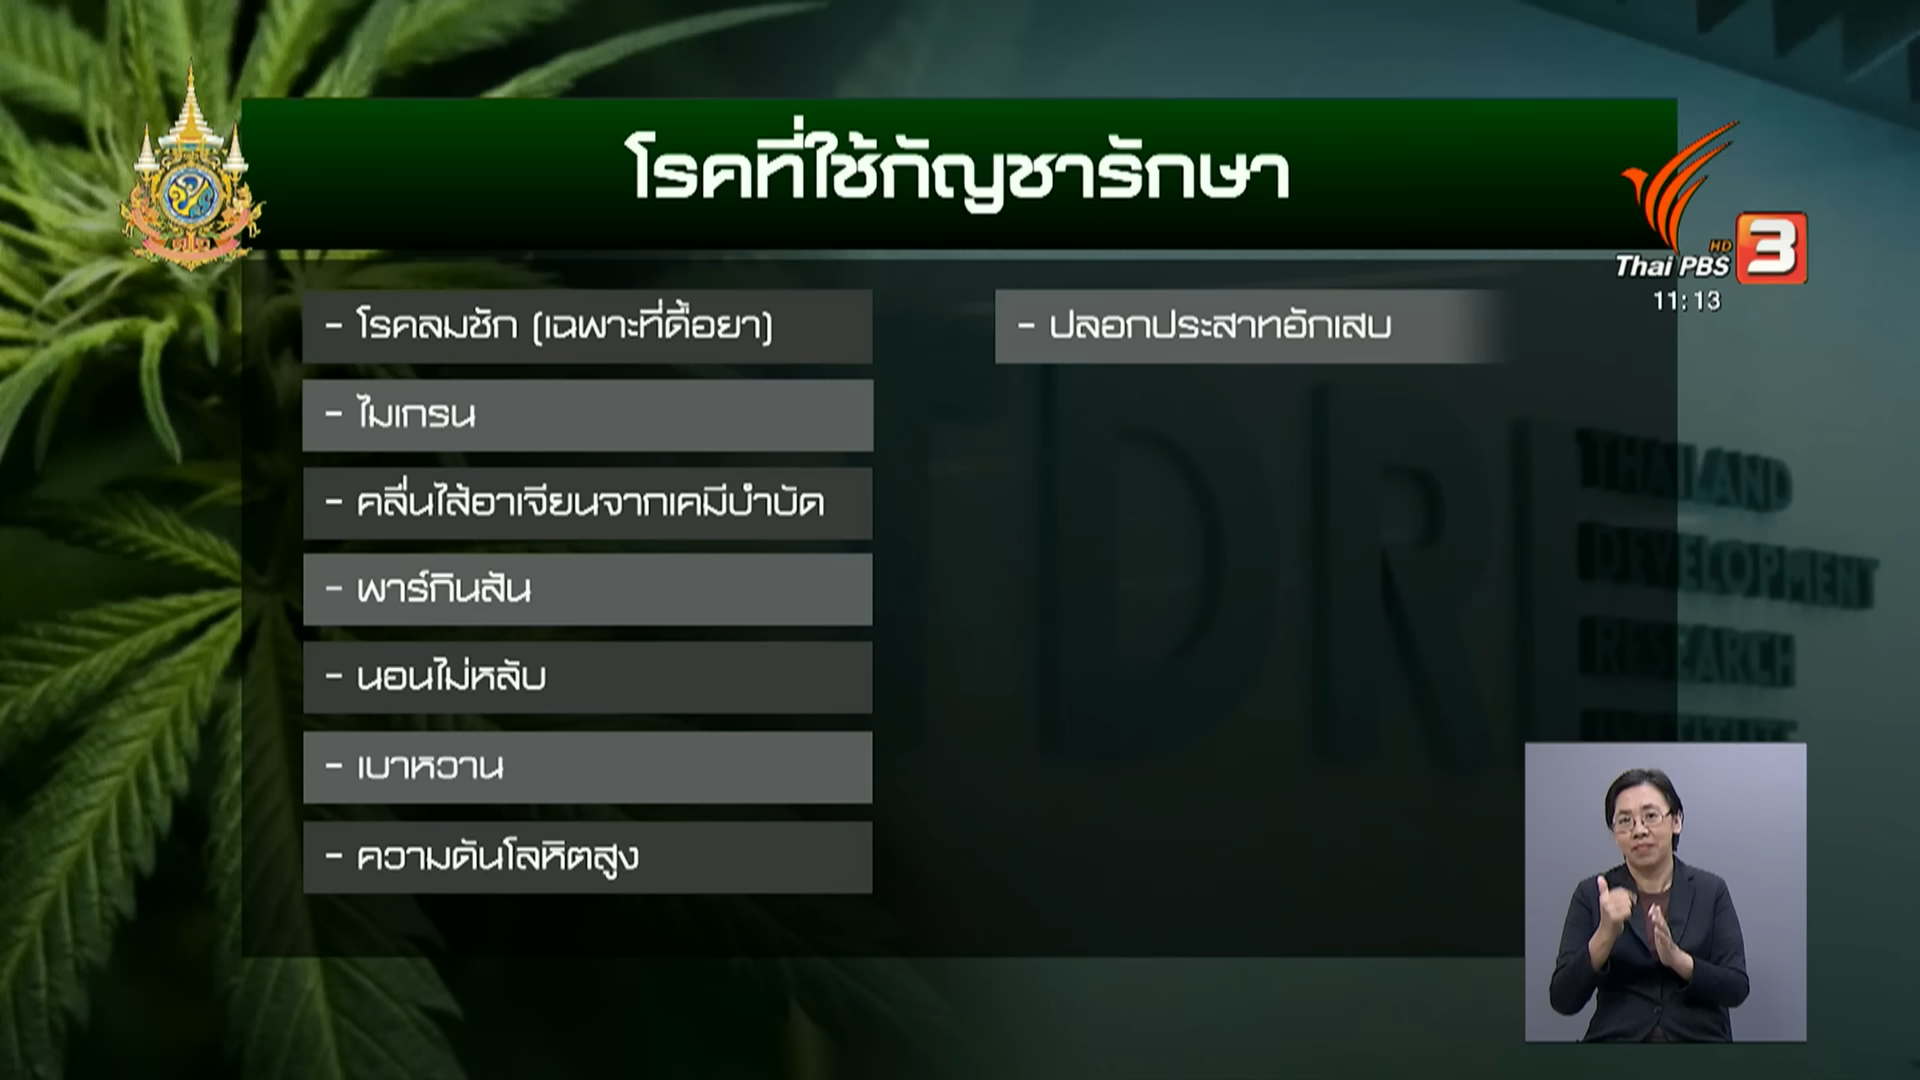 โรคที่ใช้กัญชารักษา
Thai PBS
HD
3
11:13
- โรคลมชัก (เฉพาะที่ดื้อยา)
- ไมเกรน
- คลื่นไส้อาเจียนจากเคมีบำบัด
- พาร์กินสัน
- นอนไม่หลับ
- เบาหวาน
- ความดันโลหิตสูง
- ปลอกประสาทอักเสบ
TDRI
THAILAND
DEVELOPMENT
RESEARCH
INSTITUTE